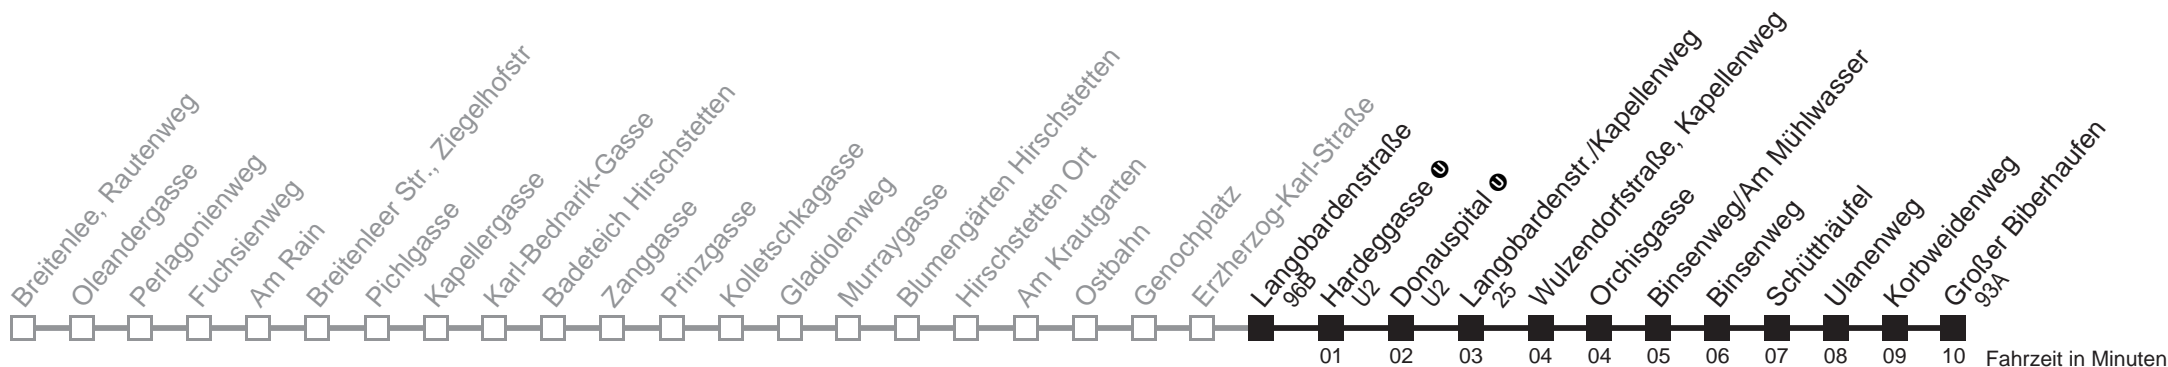 Breitenlee, Rautenweg
Oleandergasse
Perlagonienweg
Fuchsienweg
Am Rain
Breitenleer Str., Ziegelhofstr
Pichlgasse
Kapellergasse
Karl-Bednarik-Gasse
Badeteich Hirschstetten
Zanggasse
Prinzgasse
Kolletschkagasse
Gladiolenweg
Murraygasse
Blumengärten Hirschstetten
Hirschstetten Ort
Am Krautgarten
Ostbahn
Genochplatz
Erzherzog-Karl-Straße
Langobardenstraße
96B
Hardeggasse U
U2
Donauspital U
U2
Langobardenstr./Kapellenweg
25
Wulzendorfstraße, Kapellenweg
Orchisgasse
Binsenweg/Am Mühlwasser
Binsenweg
Schütthäufel
Ulanenweg
Korbweidenweg
Großer Biberhaufen
93A
01 02 03 04 04 05 06 07 08 09 10 Fahrzeit in Minuten